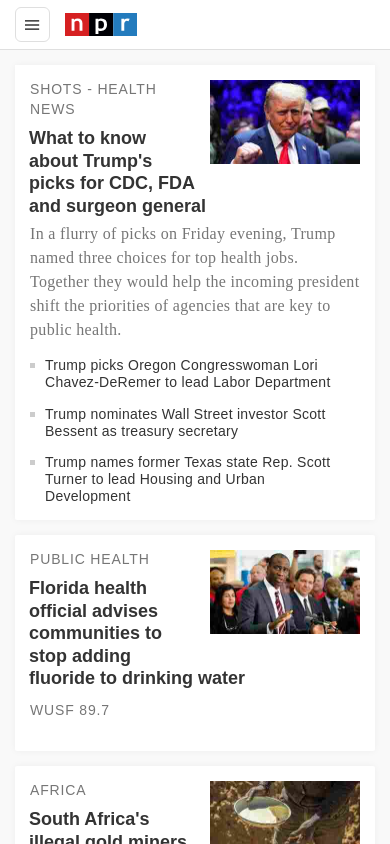 npr
SHOTS - HEALTH
NEWS
What to know
about Trump's
picks for CDC, FDA
and surgeon general
In a flurry of picks on Friday evening, Trump
named three choices for top health jobs.
Together they would help the incoming president
shift the priorities of agencies that are key to
public health.
Trump picks Oregon Congresswoman Lori
Chavez-DeRemer to lead Labor Department
Trump nominates Wall Street investor Scott
Bessent as treasury secretary
Trump names former Texas state Rep. Scott
Turner to lead Housing and Urban
Development
PUBLIC HEALTH
Florida health
official advises
communities to
stop adding
fluoride to drinking water
WUSF 89.7
AFRICA
South Africa's
illegal gold miners